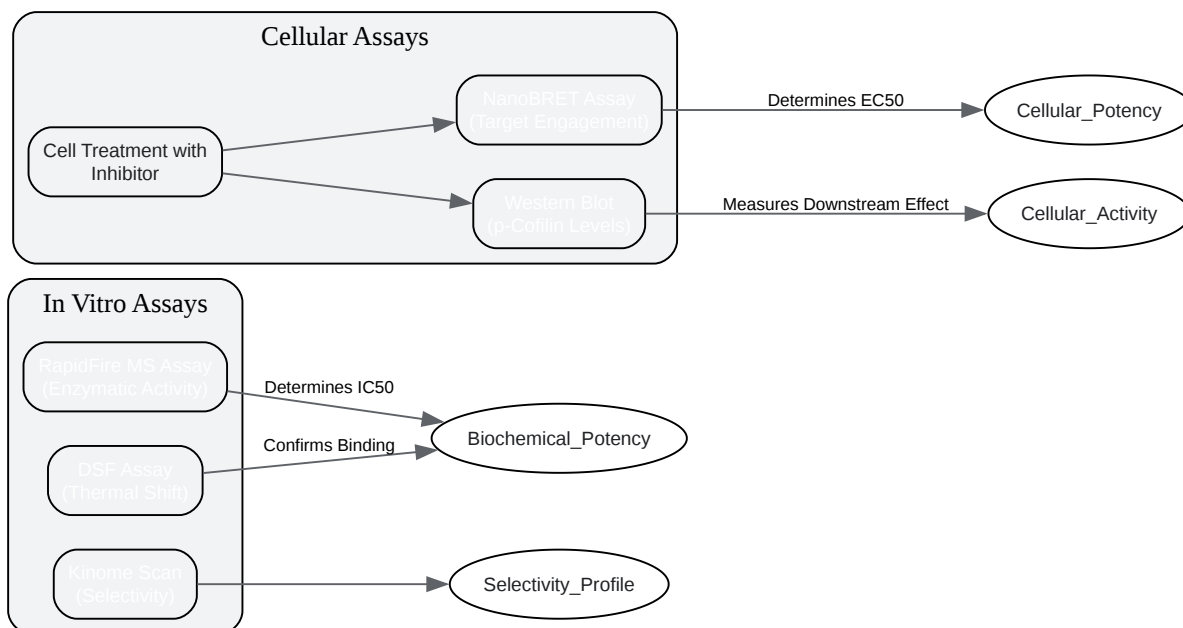 Cellular Assays
NanoBRET Assay
(Target Engagement)
Determines EC50
Cellular_Potency
Cell Treatment with
Inhibitor
Western Blot
(p-Cofilin Levels)
Measures Downstream Effect
Cellular_Activity
In Vitro Assays
RapidFire MS Assay
(Enzymatic Activity)
Determines IC50
Biochemical_Potency
DSF Assay
(Thermal Shift)
Confirms Binding
Kinome Scan
(Selectivity)
Selectivity_Profile